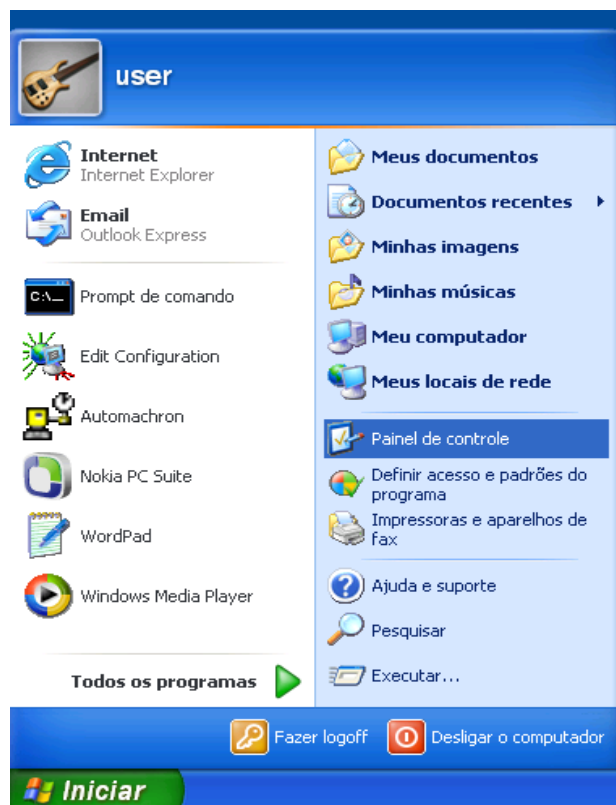 user
Internet
Internet Explorer
Email
Outlook Express
C:\_
Prompt de comando
Edit Configuration
Automachron
Nokia PC Suite
WordPad
Windows Media Player
Todos os programas
Meus documentos
Documentos recentes
Minhas imagens
Minhas músicas
Meu computador
Meus locais de rede
Painel de controle
Definir acesso e padrões do
programa
Impressoras e aparelhos de
fax
Ajuda e suporte
Pesquisar
Executar...
Fazer logoff
Desligar o computador
Iniciar